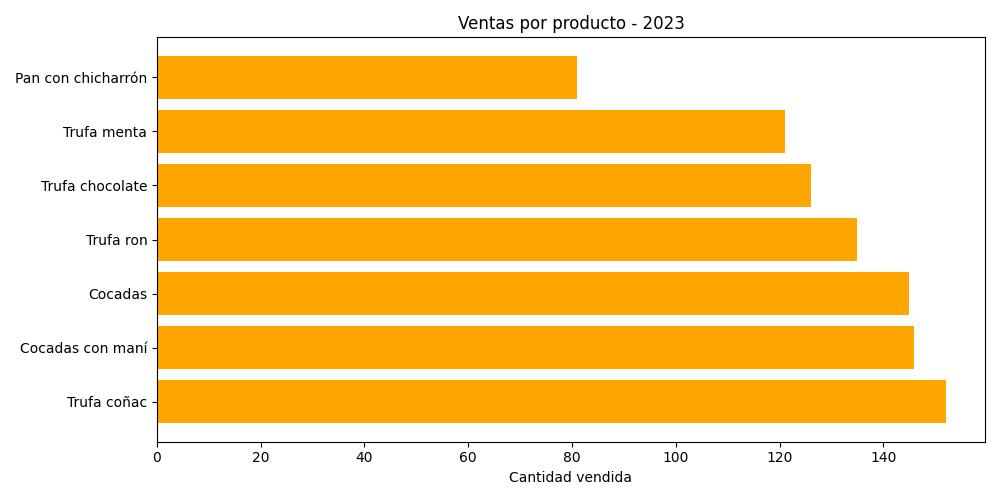 Ventas por producto - 2023
Pan con chicharrón
Trufa menta
Trufa chocolate
Trufa ron
Cocadas
Cocadas con maní
Trufa coñac
0 20 40 60 80 100 120 140
Cantidad vendida